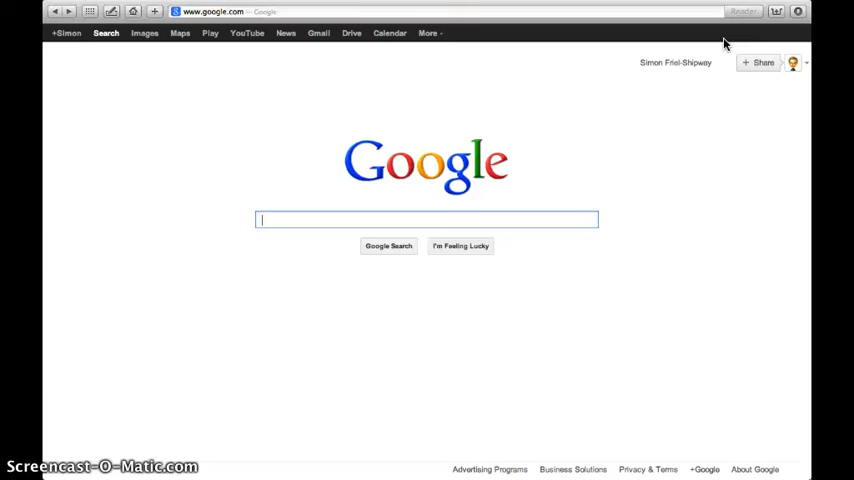 www.google.com — Google
Reader
+Simon Search Images Maps Play YouTube News Gmail Drive Calendar More
Simon Friel-Shipway + Share
Google
Google Search I'm Feeling Lucky
Screencast-O-Matic.com
Advertising Programs Business Solutions Privacy & Terms +Google About Google